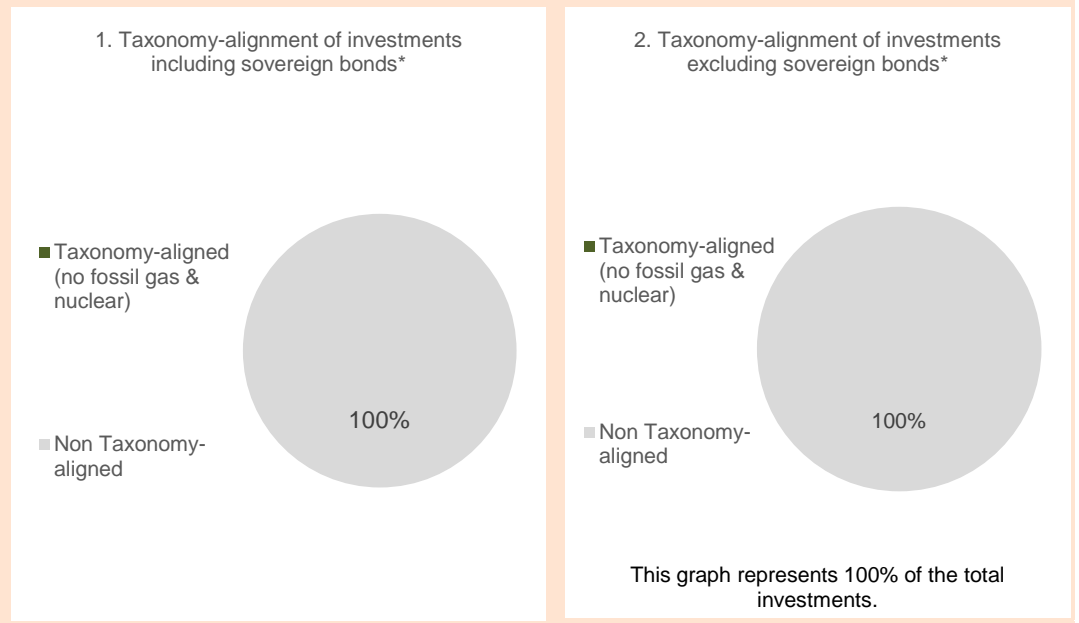 1. Taxonomy-alignment of investments
including sovereign bonds*
Taxonomy-aligned
(no fossil gas &
nuclear)
Non Taxonomy-
aligned
100%
2. Taxonomy-alignment of investments
excluding sovereign bonds*
Taxonomy-aligned
(no fossil gas &
nuclear)
Non Taxonomy-
aligned
100%
This graph represents 100% of the total
investments.